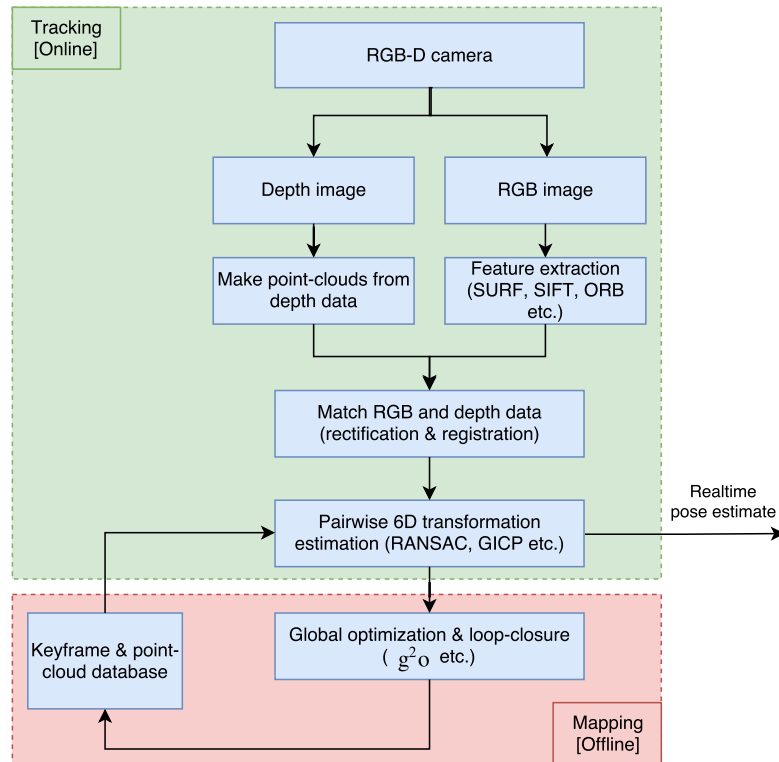 Tracking
[Online]
RGB-D camera
Depth image
RGB image
Make point-clouds from
depth data
Feature extraction
(SURF, SIFT, ORB
etc.)
Match RGB and depth data
(rectification & registration)
Realtime
pose estimate
Pairwise 6D transformation
estimation (RANSAC, GICP etc.)
Keyframe & point-
cloud database
Global optimization & loop-closure
( g²o etc.)
Mapping
[Offline]